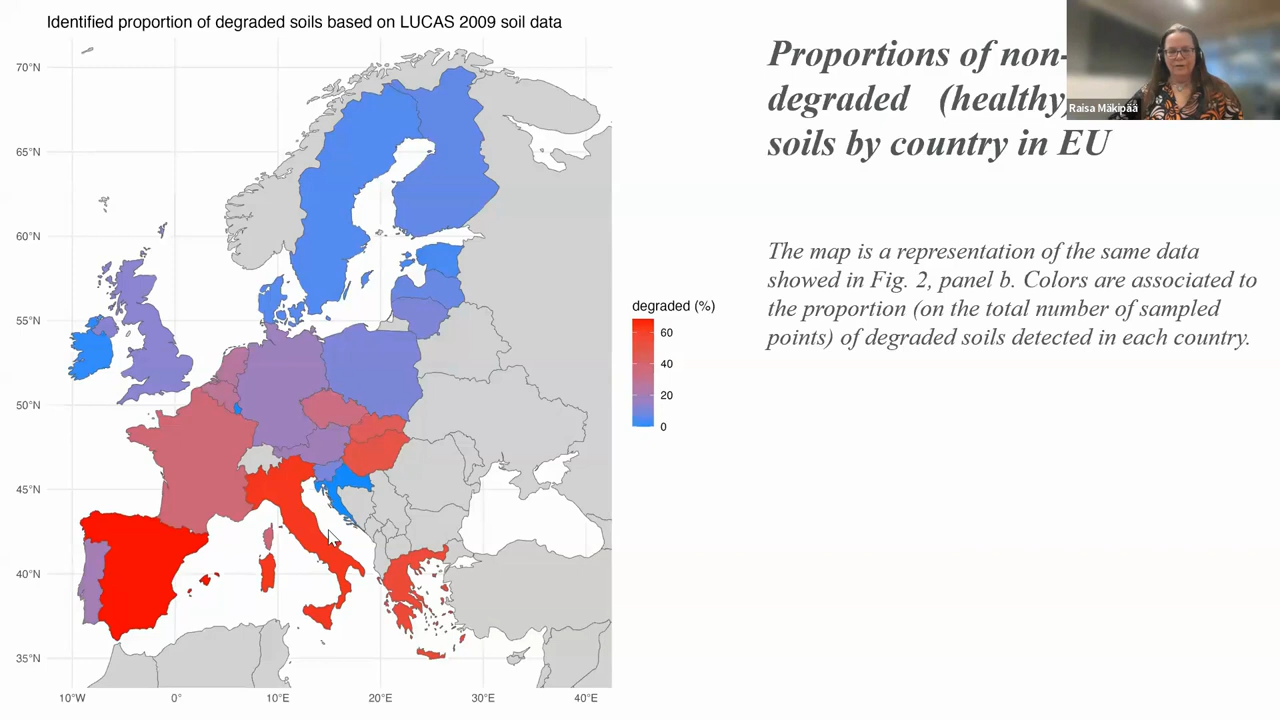 Identified proportion of degraded soils based on LUCAS 2009 soil data
70°N
65°N
60°N
55°N
50°N
45°N
40°N
35°N
10°W
0°
10°E
20°E
30°E
40°E
degraded (%)
60
40
20
0
Proportions of non-
degraded (healthy)
soils by country in EU
The map is a representation of the same data
showed in Fig. 2, panel b. Colors are associated to
the proportion (on the total number of sampled
points) of degraded soils detected in each country.
Raisa Mäkipää